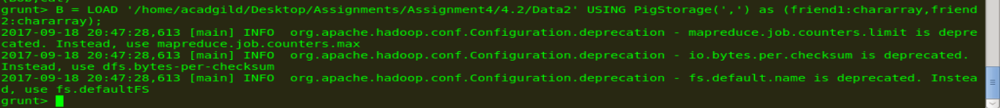 grunt> B = LOAD '/home/acadgild/Desktop/Assignments/Assignment4/4.2/Data2' USING PigStorage(',') as (friend1:chararray,friend
2:chararray);
2017-09-18 20:47:28,613 [main] INFO  org.apache.hadoop.conf.Configuration.deprecation - mapreduce.job.counters.limit is depre
cated. Instead, use mapreduce.job.counters.max
2017-09-18 20:47:28,613 [main] INFO  org.apache.hadoop.conf.Configuration.deprecation - io.bytes.per.checksum is deprecated.
Instead, use dfs.bytes-per-checksum
2017-09-18 20:47:28,613 [main] INFO  org.apache.hadoop.conf.Configuration.deprecation - fs.default.name is deprecated. Instea
d, use fs.defaultFS
grunt>